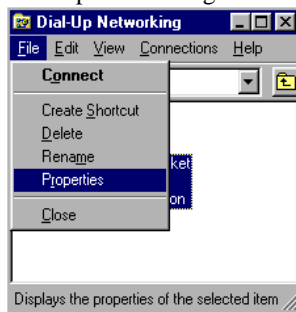 Dial-Up Networking
File Edit View Connections Help
Connect
Create Shortcut
Delete
Rename
Properties
Close
ket
on
Displays the properties of the selected item